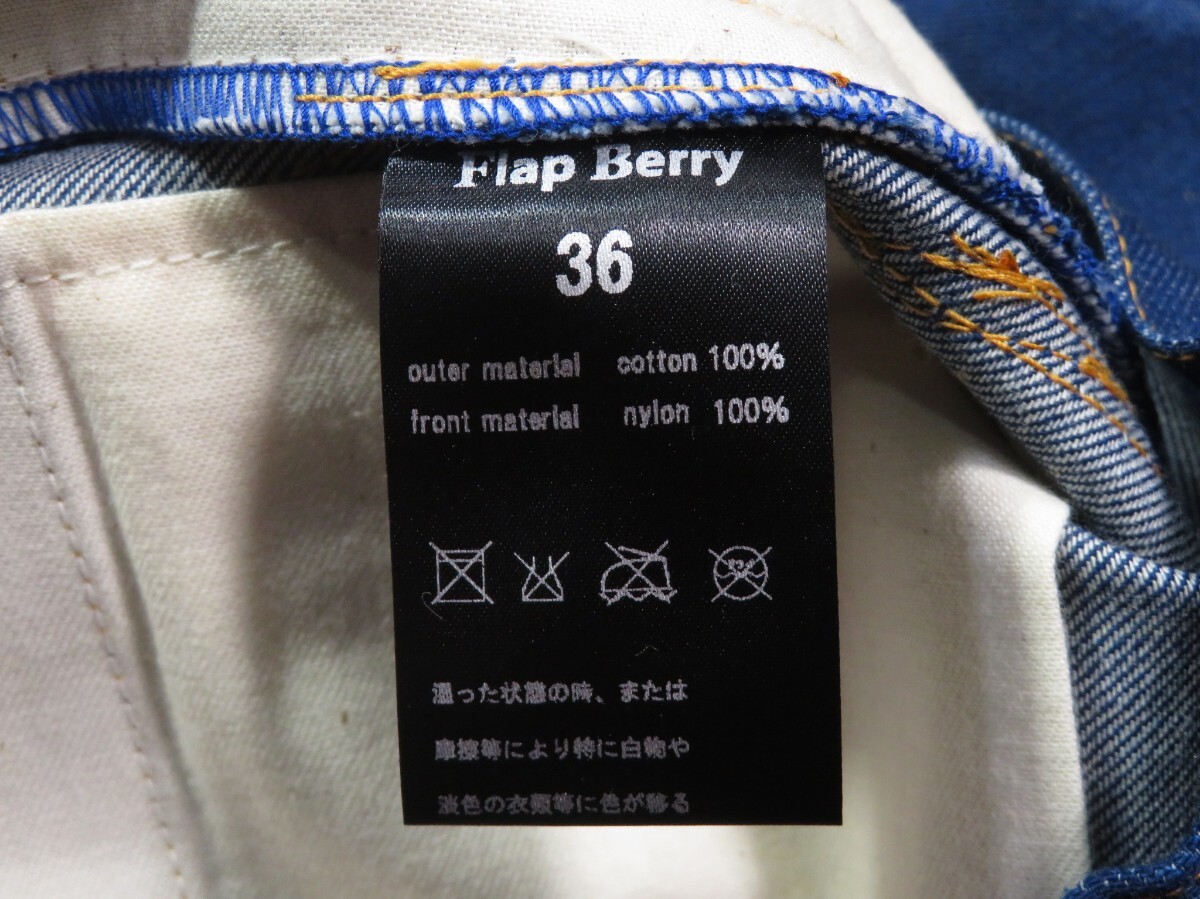 Flap Berry
36
outer material cotton 100%
front material nylon 100%
湿った状態の時、または
摩擦等により特に白物や
淡色の衣類等に色が移る